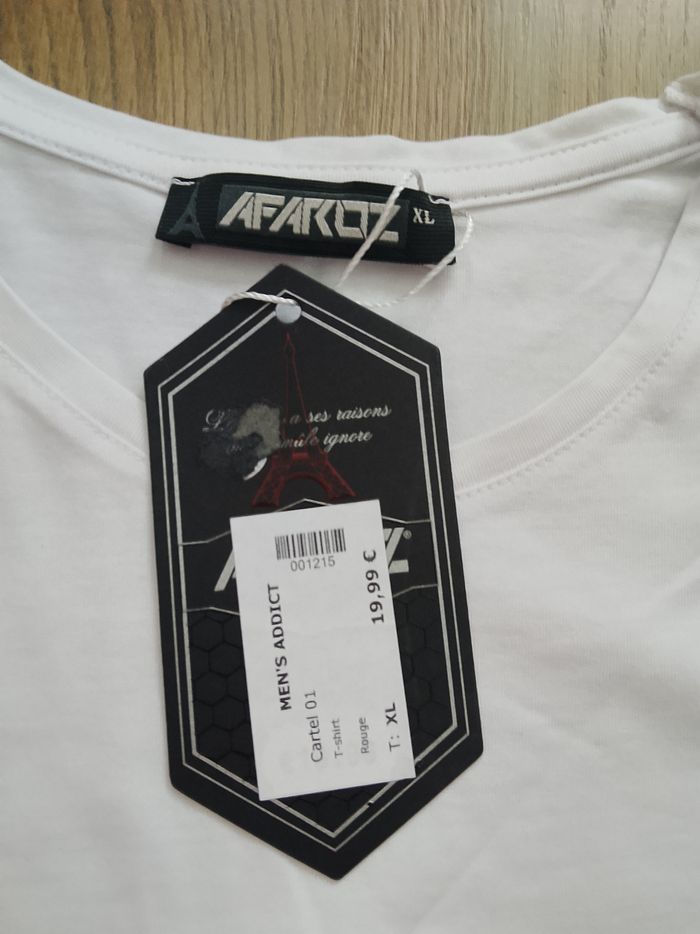 AFAROZ XL
a ses raisons
ignore
Z®
001215
MEN'S ADDICT
19,99 €
Cartel 01
T-shirt
Rouge
T: XL